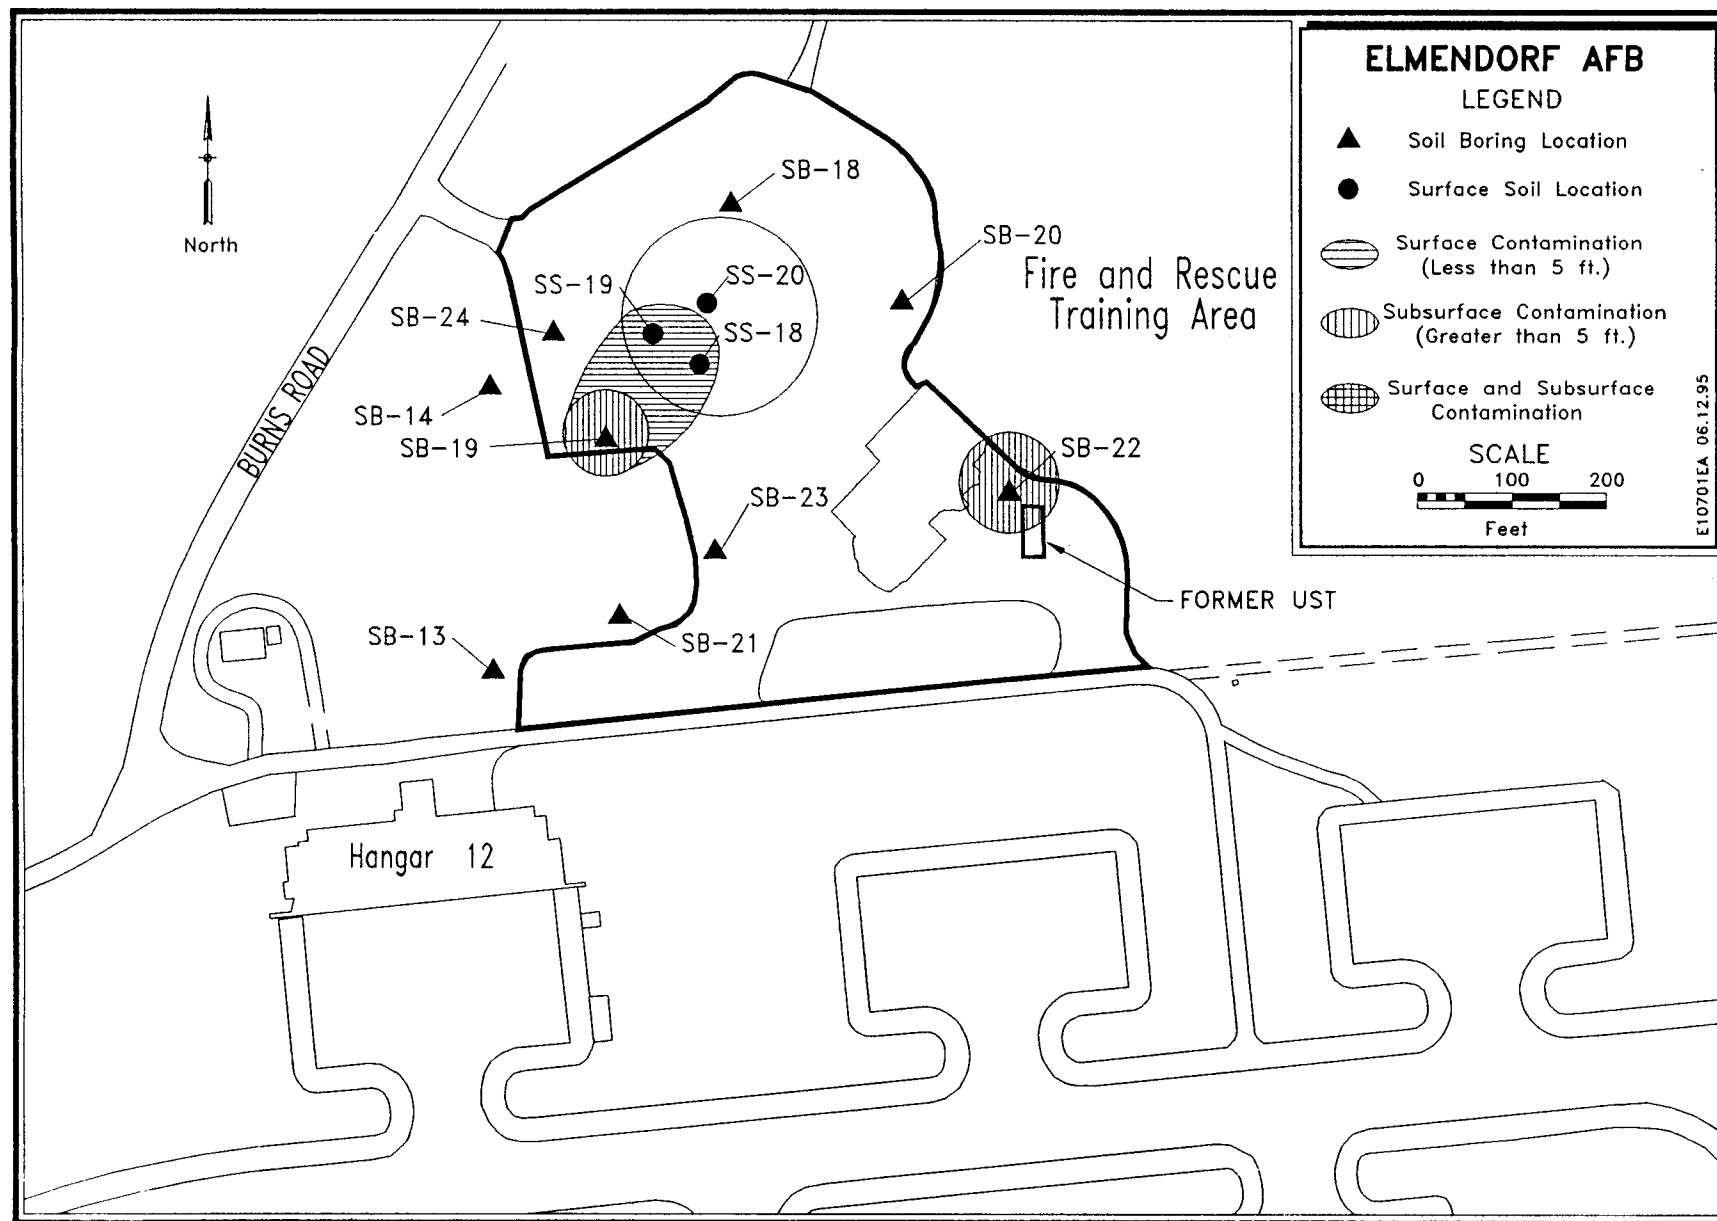 ELMENDORF AFB
LEGEND
Soil Boring Location
Surface Soil Location
Surface Contamination
(Less than 5 ft.)
Subsurface Contamination
(Greater than 5 ft.)
Surface and Subsurface
Contamination
SCALE
0 100 200
Feet
E10701EA 06.12.95
North
SB-18
SB-20
Fire and Rescue
Training Area
SS-20
SS-19
SB-24
SS-18
BURNS ROAD
SB-14
SB-19
SB-22
SB-23
FORMER UST
SB-13
SB-21
Hangar 12